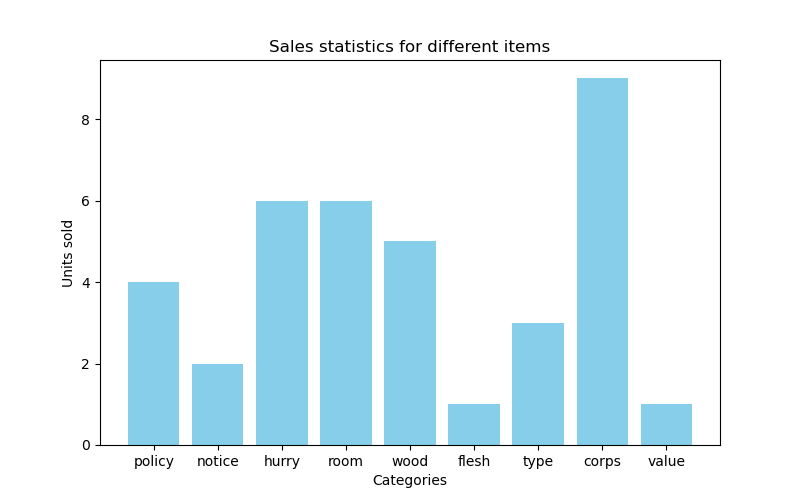 Sales statistics for different items
8
6
4
2
0
Units sold
policy notice hurry room wood flesh type corps value
Categories